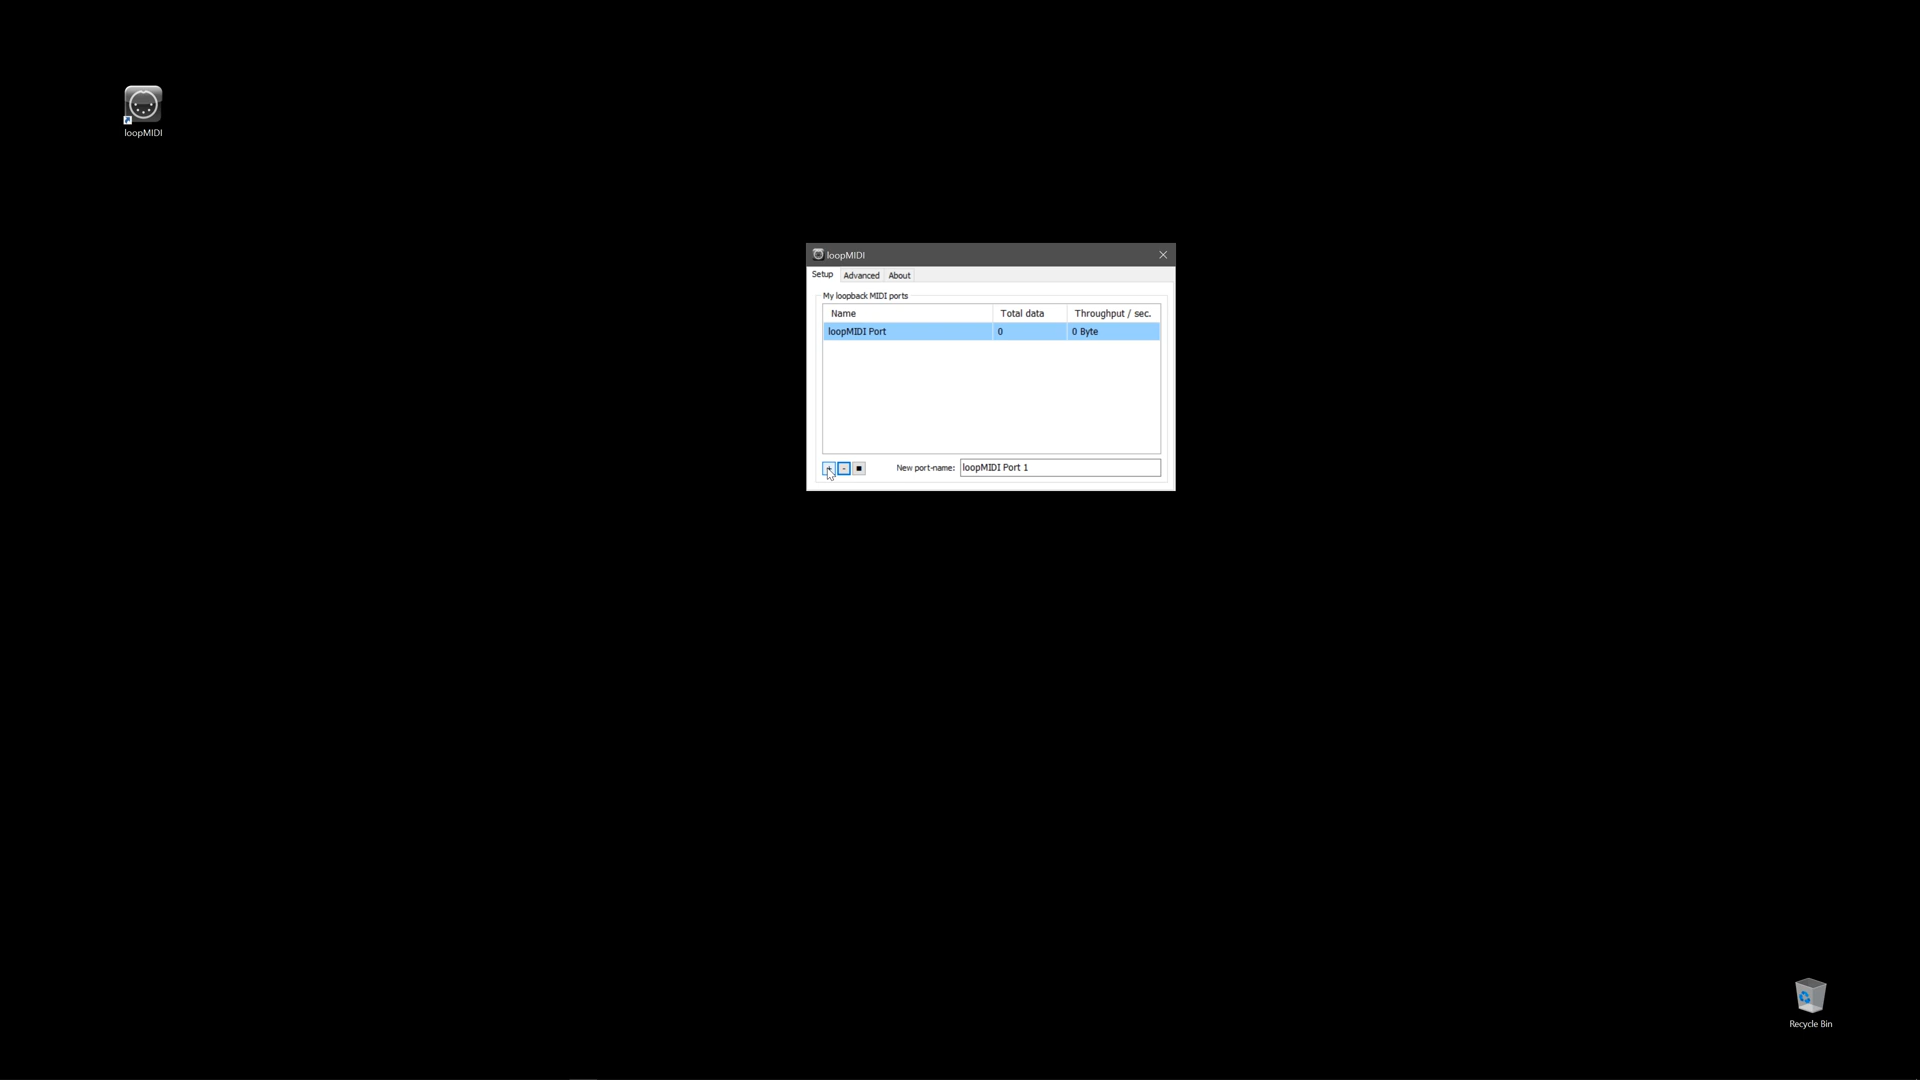 loopMIDI
loopMIDI
Setup
Advanced
About
My loopback MIDI ports
Name
Total data
Throughput / sec.
loopMIDI Port
0
0 Byte
+
-
New port-name:
loopMIDI Port 1
Recycle Bin